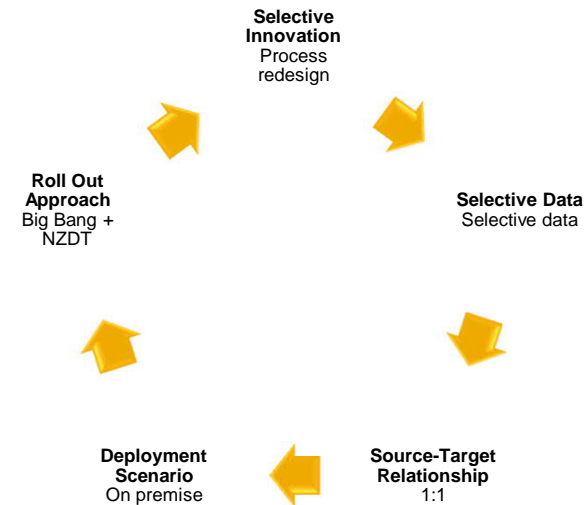 Selective
Innovation
Process
redesign
Selective Data
Selective data
Source-Target
Relationship
1:1
Deployment
Scenario
On premise
Roll Out
Approach
Big Bang +
NZDT